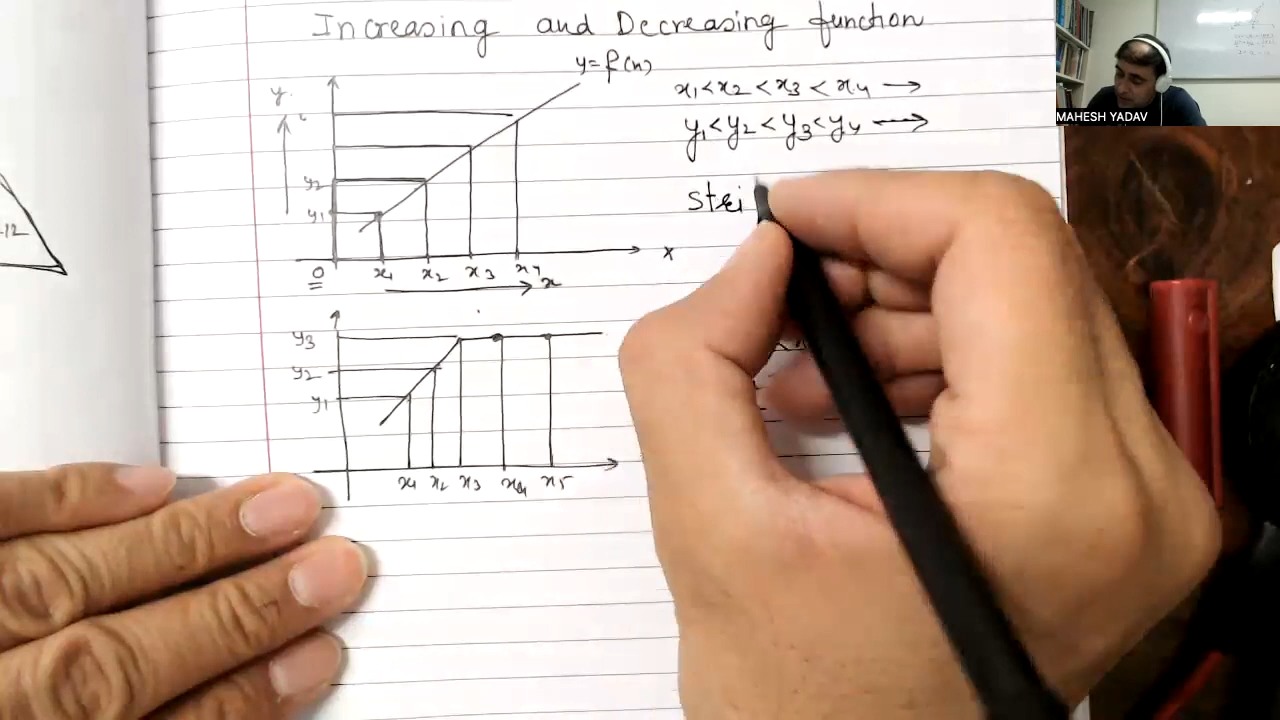 Increasing and Decreasing function
y = f(x)
x1 < x2 < x3 < x4 →
y1 < y2 < y3 < y4 →
stri
y
y2
y1
0
x1 x2 x3 x4
x
x
y3
y2
y1
x1 x2 x3 x4 x5
-12
MAHESH YADAV